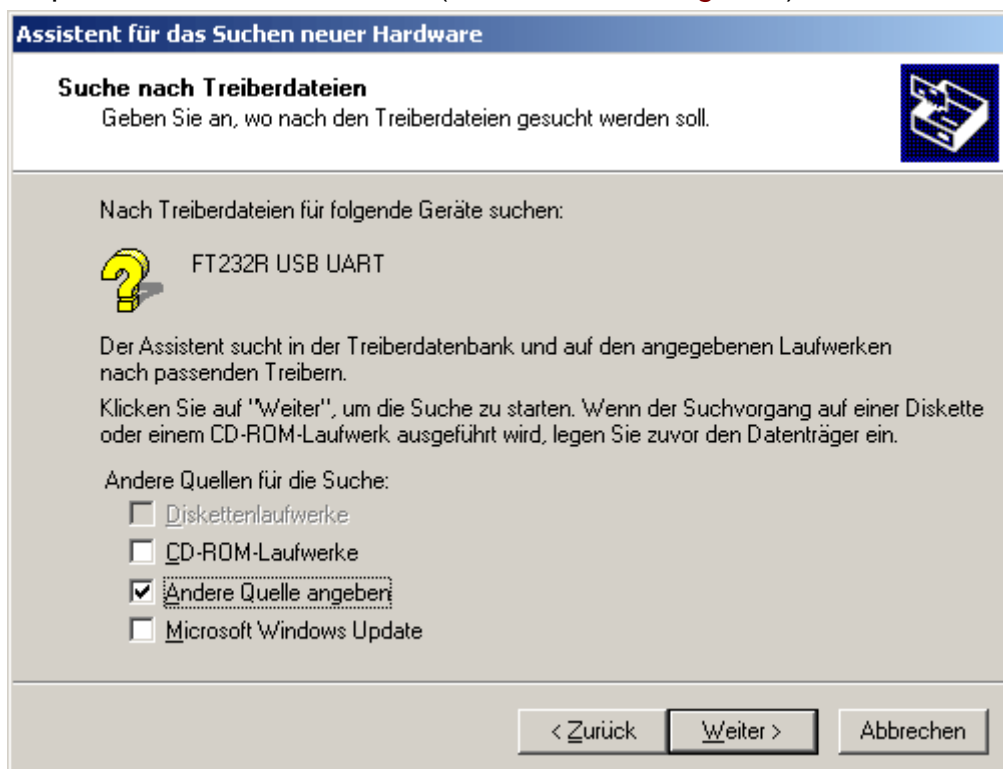 Assistent für das Suchen neuer Hardware
Suche nach Treiberdateien
Geben Sie an, wo nach den Treiberdateien gesucht werden soll.
Nach Treiberdateien für folgende Geräte suchen:
FT232R USB UART
Der Assistent sucht in der Treiberdatenbank und auf den angegebenen Laufwerken
nach passenden Treibern.
Klicken Sie auf "Weiter", um die Suche zu starten. Wenn der Suchvorgang auf einer Diskette
oder einem CD-ROM-Laufwerk ausgeführt wird, legen Sie zuvor den Datenträger ein.
Andere Quellen für die Suche:
Diskettenlaufwerke
CD-ROM-Laufwerke
Andere Quelle angeben
Microsoft Windows Update
< Zurück
Weiter >
Abbrechen